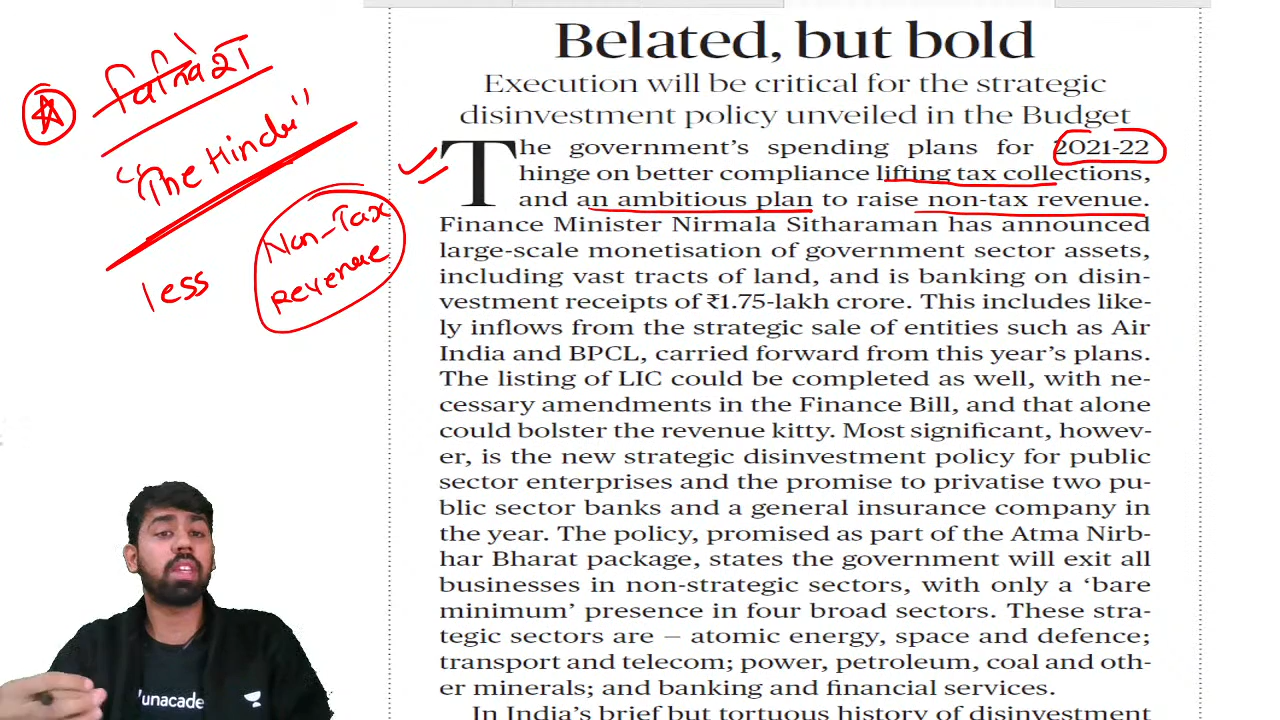 Belated, but bold
Execution will be critical for the strategic
disinvestment policy unveiled in the Budget
The government's spending plans for 2021-22
hinge on better compliance lifting tax collections,
and an ambitious plan to raise non-tax revenue.
Finance Minister Nirmala Sitharaman has announced
large-scale monetisation of government sector assets,
including vast tracts of land, and is banking on disin-
vestment receipts of ₹1.75-lakh crore. This includes like-
ly inflows from the strategic sale of entities such as Air
India and BPCL, carried forward from this year's plans.
The listing of LIC could be completed as well, with ne-
cessary amendments in the Finance Bill, and that alone
could bolster the revenue kitty. Most significant, howev-
er, is the new strategic disinvestment policy for public
sector enterprises and the promise to privatise two pu-
blic sector banks and a general insurance company in
the year. The policy, promised as part of the Atma Nirb-
har Bharat package, states the government will exit all
businesses in non-strategic sectors, with only a 'bare
minimum' presence in four broad sectors. These stra-
tegic sectors are – atomic energy, space and defence;
transport and telecom; power, petroleum, coal and oth-
er minerals; and banking and financial services.
In India's brief but tortuous history of disinvestment
"The Hindu"
less
Non-Tax
revenue
unacade